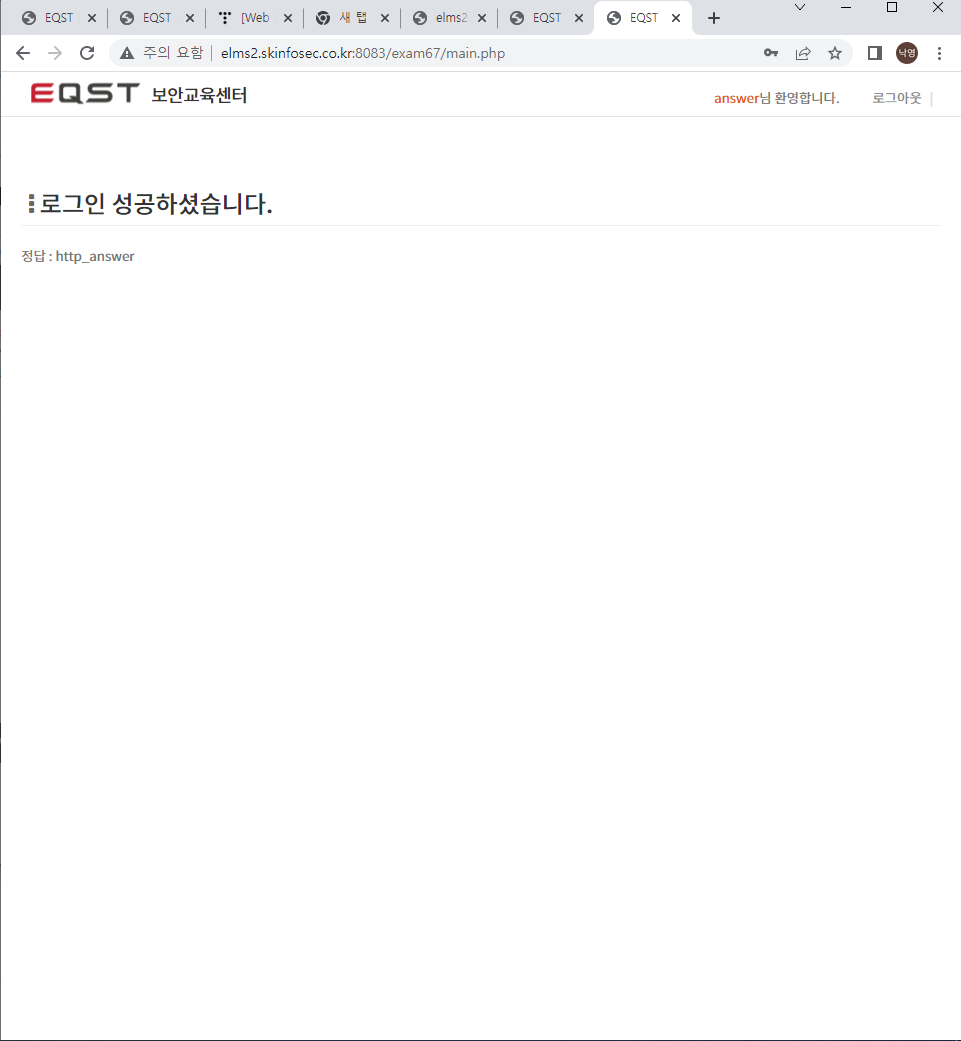 EQST
EQST
[Web
새 탭
elms2
EQST
EQST
주의 요함
elms2.skinfosec.co.kr:8083/exam67/main.php
낙영
EQST 보안교육센터
answer님 환영합니다.
로그아웃
로그인 성공하셨습니다.
정답 : http_answer